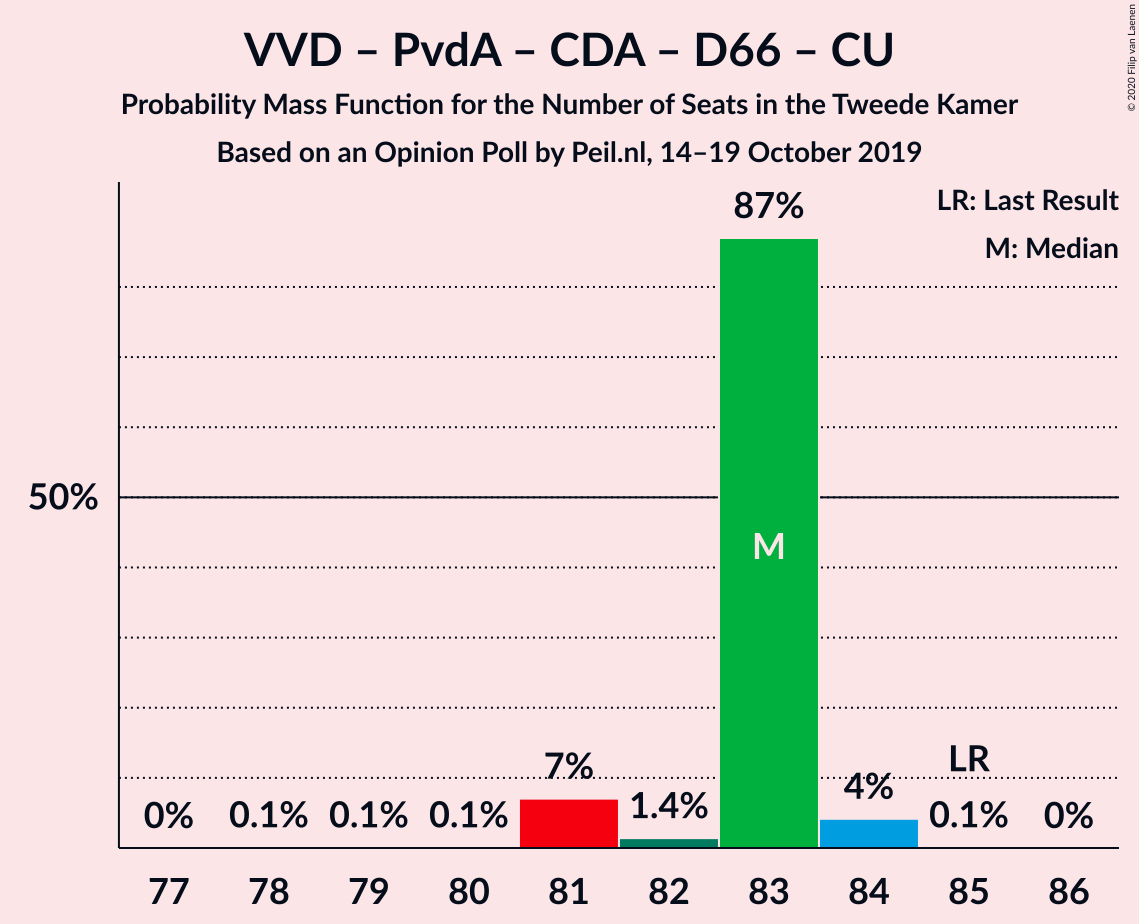 VVD – PvdA – CDA – D66 – CU
Probability Mass Function for the Number of Seats in the Tweede Kamer
Based on an Opinion Poll by Peil.nl, 14–19 October 2019
© 2020 Filip van Laenen
LR: Last Result
M: Median
87%
50%
M
7%
LR
4%
1.4%
0%
0.1%
0.1%
0.1%
0.1%
0%
77 78 79 80 81 82 83 84 85 86